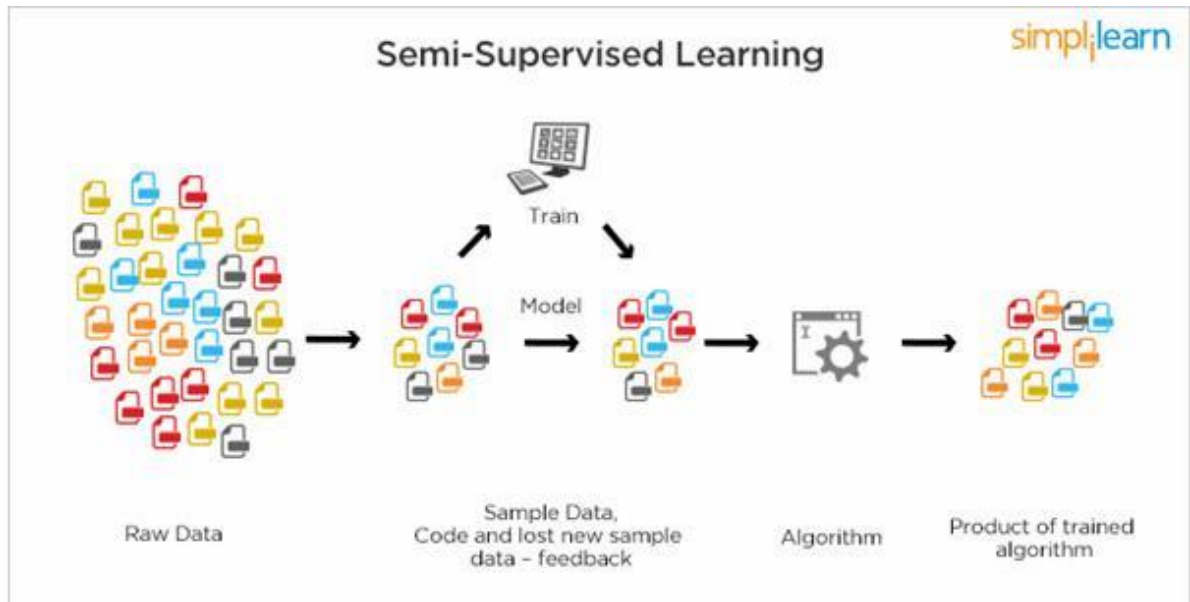 Semi-Supervised Learning
simplilearn
Train
Model
Raw Data
Sample Data,
Code and lost new sample
data – feedback
Algorithm
Product of trained
algorithm